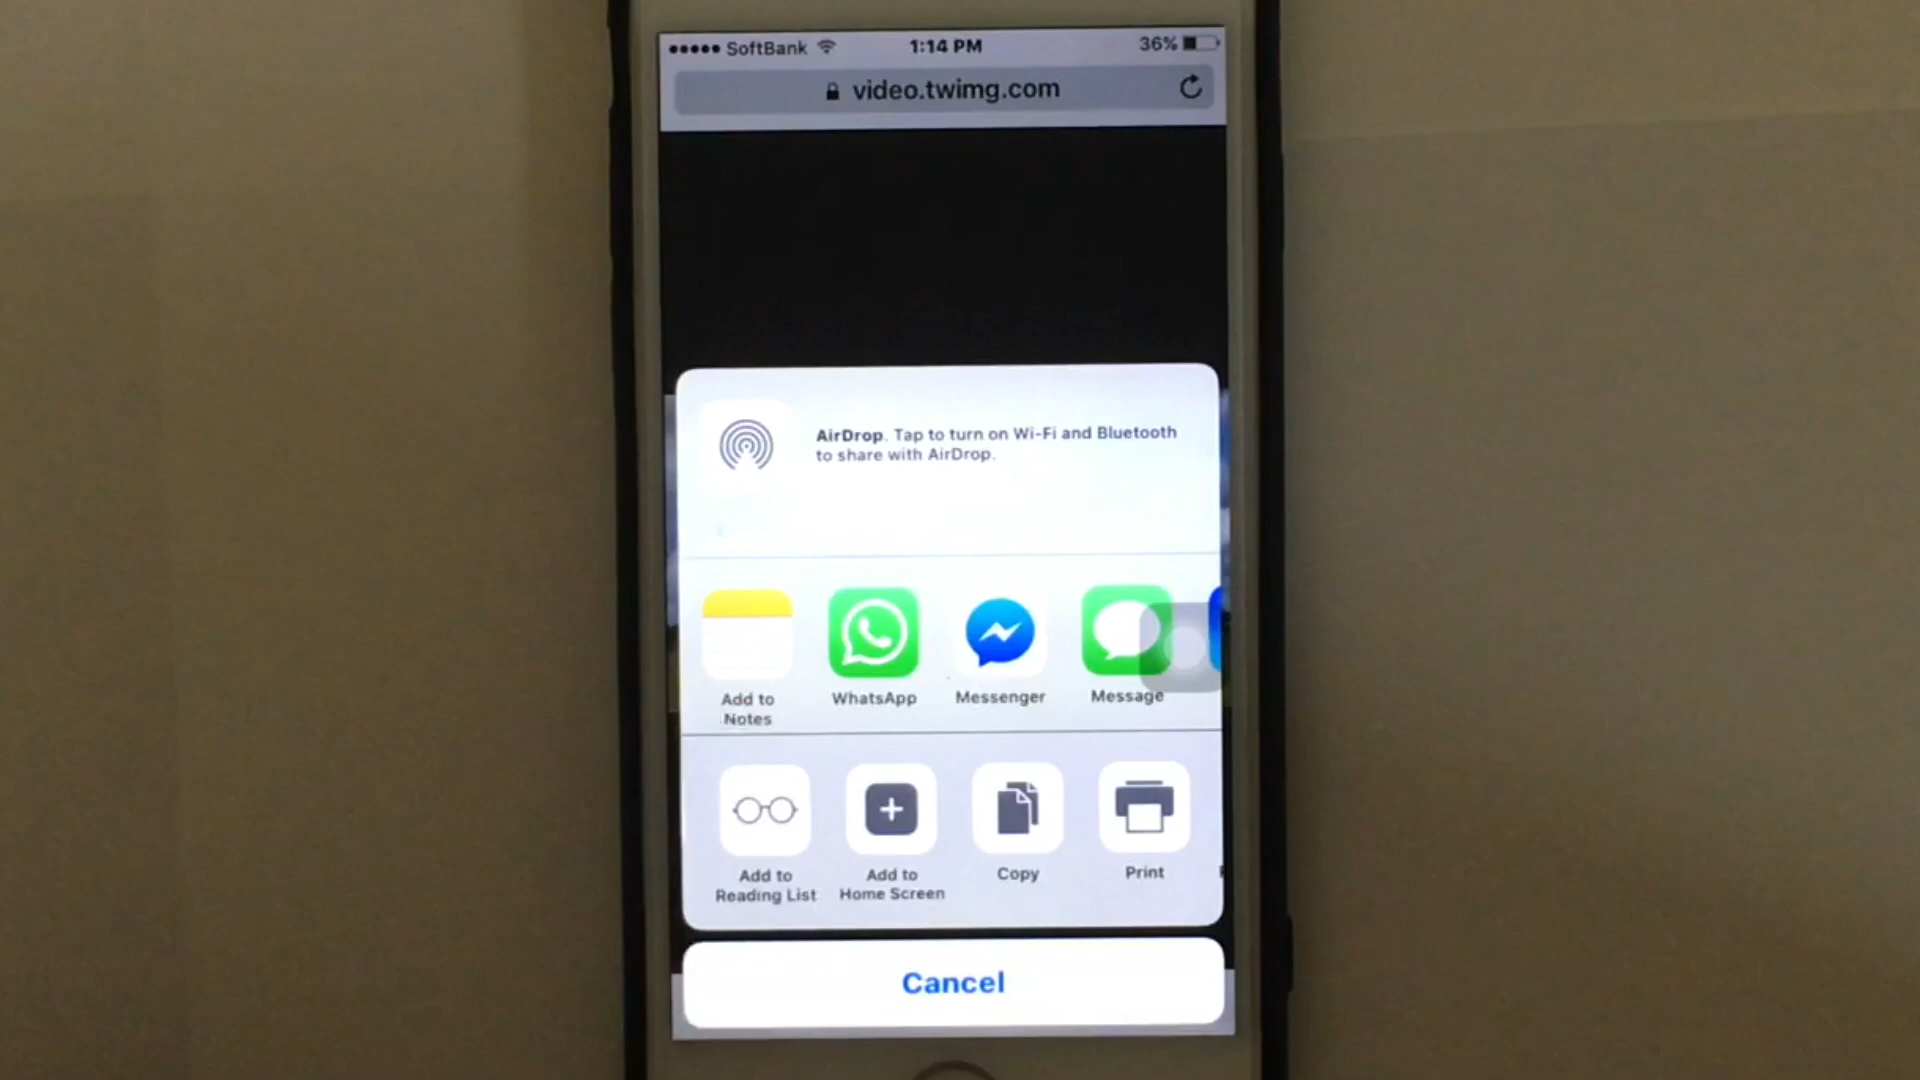 SoftBank 1:14 PM 36%
video.twimg.com
AirDrop. Tap to turn on Wi-Fi and Bluetooth
to share with AirDrop.
Add to
Notes
WhatsApp
Messenger
Message
Add to
Reading List
Add to
Home Screen
Copy
Print
Cancel